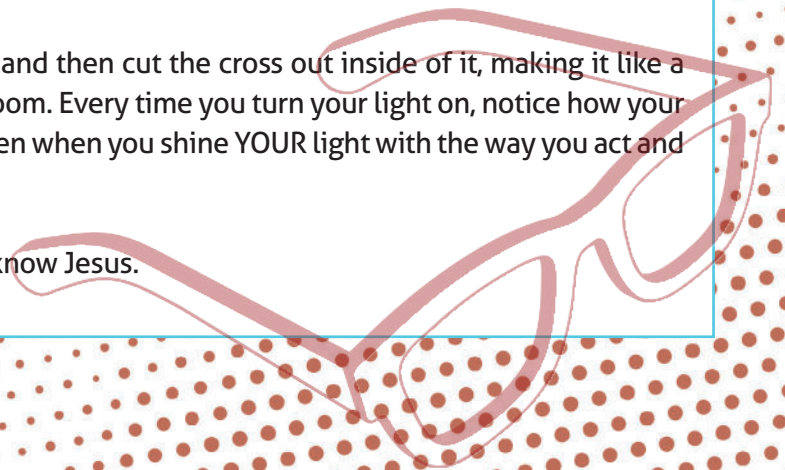 and then cut the cross out inside of it, making it like a
oom. Every time you turn your light on, notice how your
en when you shine YOUR light with the way you act and
know Jesus.